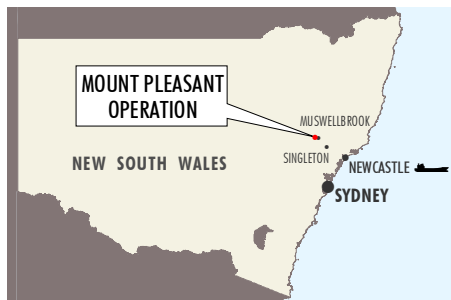 MOUNT PLEASANT
OPERATION
MUSWELLBROOK
SINGLETON
NEW SOUTH WALES
NEWCASTLE
SYDNEY